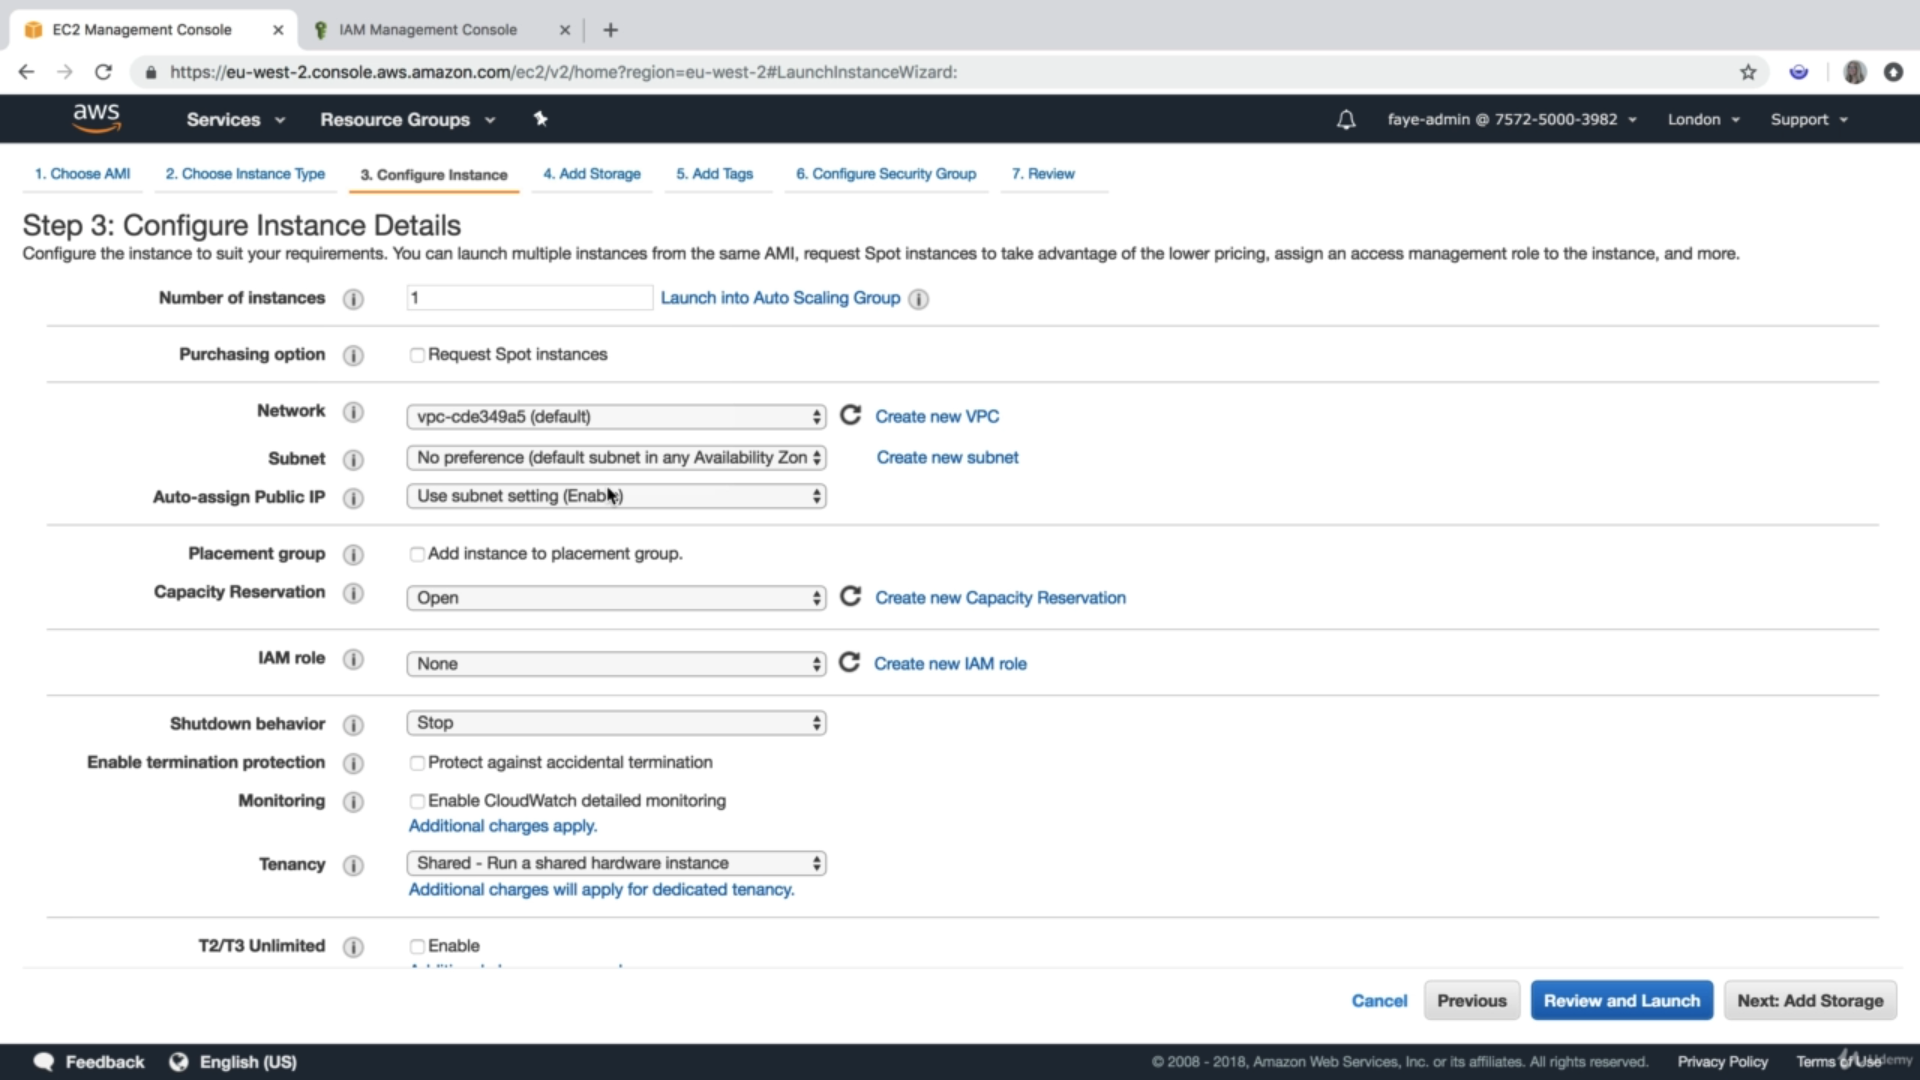 EC2 Management Console
IAM Management Console
https://eu-west-2.console.aws.amazon.com/ec2/v2/home?region=eu-west-2#LaunchInstanceWizard:
aws Services Resource Groups faye-admin @ 7572-5000-3982 London Support
1. Choose AMI 2. Choose Instance Type 3. Configure Instance 4. Add Storage 5. Add Tags 6. Configure Security Group 7. Review
Step 3: Configure Instance Details
Configure the instance to suit your requirements. You can launch multiple instances from the same AMI, request Spot instances to take advantage of the lower pricing, assign an access management role to the instance, and more.
Number of instances 1 Launch into Auto Scaling Group
Purchasing option Request Spot instances
Network vpc-cde349a5 (default) Create new VPC
Subnet No preference (default subnet in any Availability Zon Create new subnet
Auto-assign Public IP Use subnet setting (Enable)
Placement group Add instance to placement group.
Capacity Reservation Open Create new Capacity Reservation
IAM role None Create new IAM role
Shutdown behavior Stop
Enable termination protection Protect against accidental termination
Monitoring Enable CloudWatch detailed monitoring
Additional charges apply.
Tenancy Shared - Run a shared hardware instance
Additional charges will apply for dedicated tenancy.
T2/T3 Unlimited Enable
Cancel Previous Review and Launch Next: Add Storage
Feedback English (US) © 2008 - 2018, Amazon Web Services, Inc. or its affiliates. All rights reserved. Privacy Policy Terms of Use